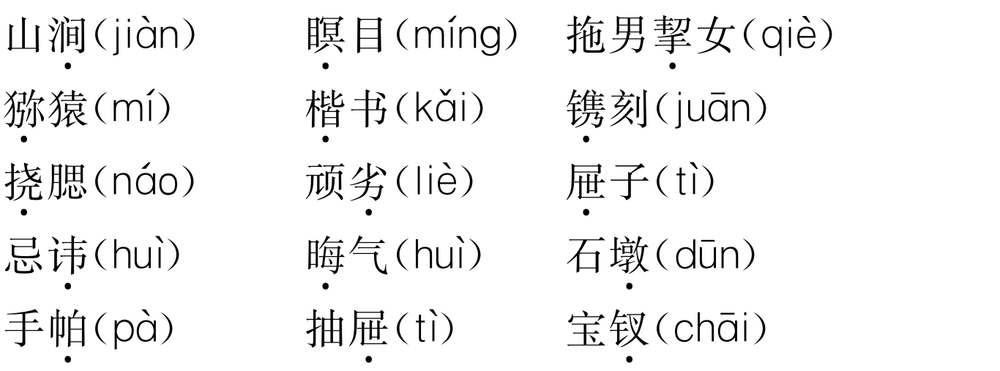 山涧(jiàn) 瞑目(míng) 拖男挈女(qiè)
猕猿(mí) 楷书(kǎi) 镌刻(juān)
挠腮(náo) 顽劣(liè) 屉子(tì)
忌讳(huì) 晦气(huì) 石墩(dūn)
手帕(pà) 抽屉(tì) 宝钗(chāi)